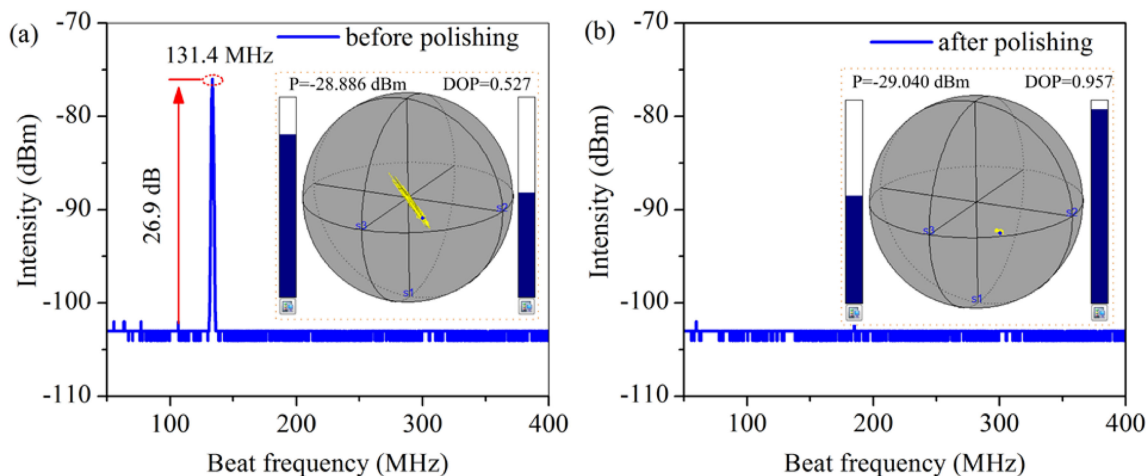 (a)
before polishing
131.4 MHz
26.9 dB
P=-28.886 dBm DOP=0.527
s3
s2
s1
-70
-80
-90
-100
-110
Intensity (dBm)
100 200 300 400
Beat frequency (MHz)
(b)
after polishing
P=-29.040 dBm DOP=0.957
s3
s2
s1
-70
-80
-90
-100
-110
Intensity (dBm)
100 200 300 400
Beat frequency (MHz)